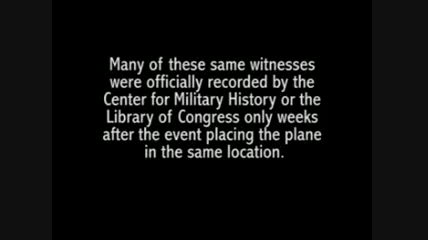 Many of these same witnesses
were officially recorded by the
Center for Military History or the
Library of Congress only weeks
after the event placing the plane
in the same location.